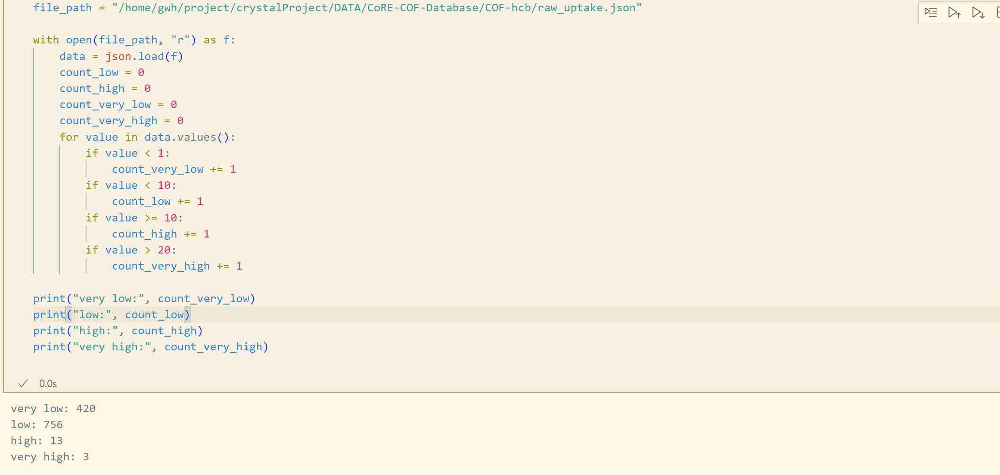 file_path = "/home/gwh/project/crystalProject/DATA/CoRE-COF-Database/COF-hcb/raw_uptake.json"
with open(file_path, "r") as f:
    data = json.load(f)
    count_low = 0
    count_high = 0
    count_very_low = 0
    count_very_high = 0
    for value in data.values():
        if value < 1:
            count_very_low += 1
        if value < 10:
            count_low += 1
        if value >= 10:
            count_high += 1
        if value > 20:
            count_very_high += 1
print("very low:", count_very_low)
print("low:", count_low)
print("high:", count_high)
print("very high:", count_very_high)
0.0s
very low: 420
low: 756
high: 13
very high: 3